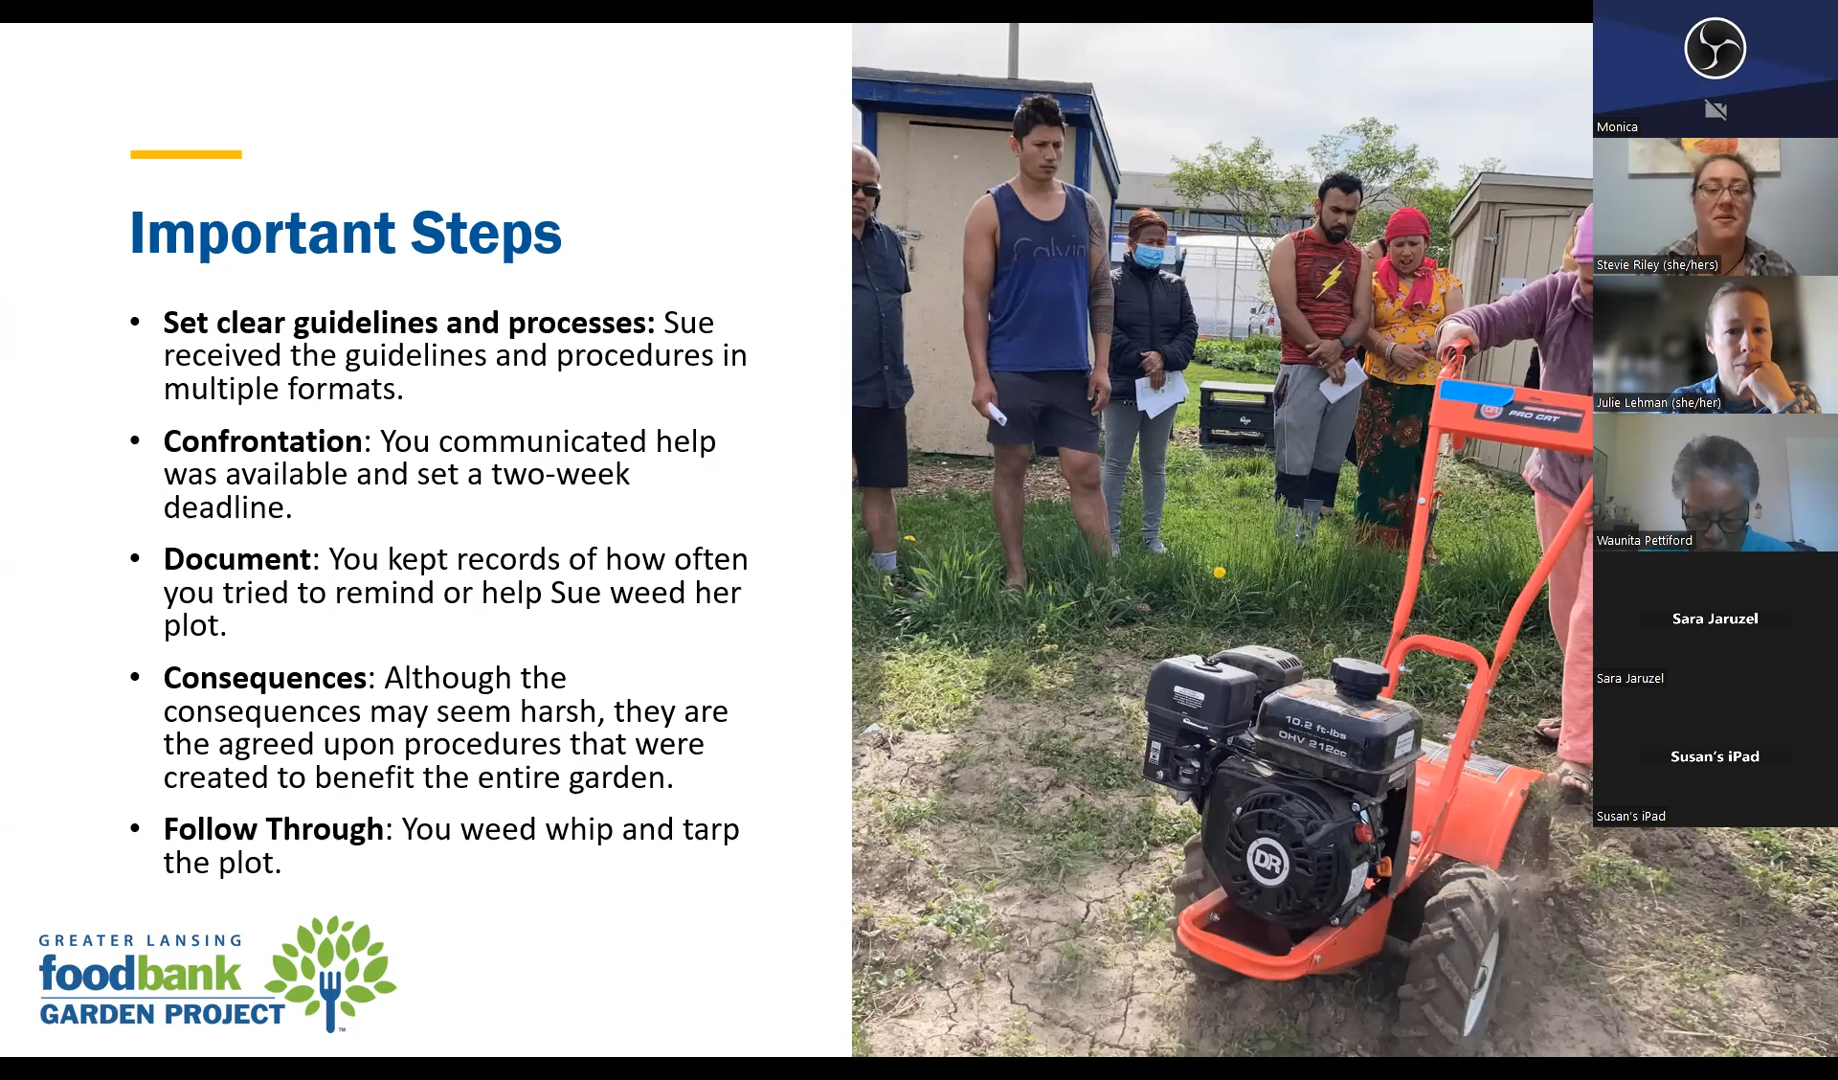 Important Steps
• Set clear guidelines and processes: Sue
received the guidelines and procedures in
multiple formats.
• Confrontation: You communicated help
was available and set a two-week
deadline.
• Document: You kept records of how often
you tried to remind or help Sue weed her
plot.
• Consequences: Although the
consequences may seem harsh, they are
the agreed upon procedures that were
created to benefit the entire garden.
• Follow Through: You weed whip and tarp
the plot.
GREATER LANSING
foodbank
GARDEN PROJECT
TM
Calvin
DR
PRO CRT
10.2 ft-lbs
OHV 212cc
DR
Monica
Stevie Riley (she/hers)
Julie Lehman (she/her)
Waunita Pettiford
Sara Jaruzel
Sara Jaruzel
Susan's iPad
Susan's iPad